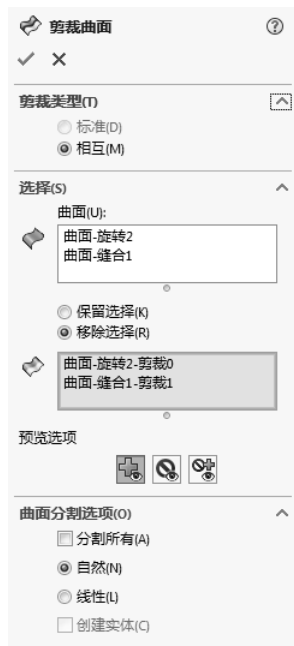 剪裁曲面
剪裁类型(T)
标准(D)
相互(M)
选择(S)
曲面(U):
曲面-旋转2
曲面-缝合1
保留选择(K)
移除选择(R)
曲面-旋转2-剪裁0
曲面-缝合1-剪裁1
预览选项
曲面分割选项(O)
分割所有(A)
自然(N)
线性(L)
创建实体(C)